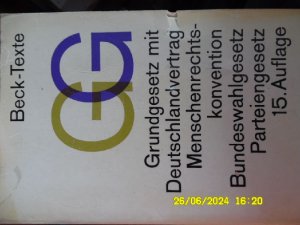 Beck-Texte
GG
Grundgesetz mit
Deutschlandvertrag
Menschenrechts-
konvention
Bundeswahlgesetz
Parteiengesetz
15. Auflage
26/06/2024 16:20